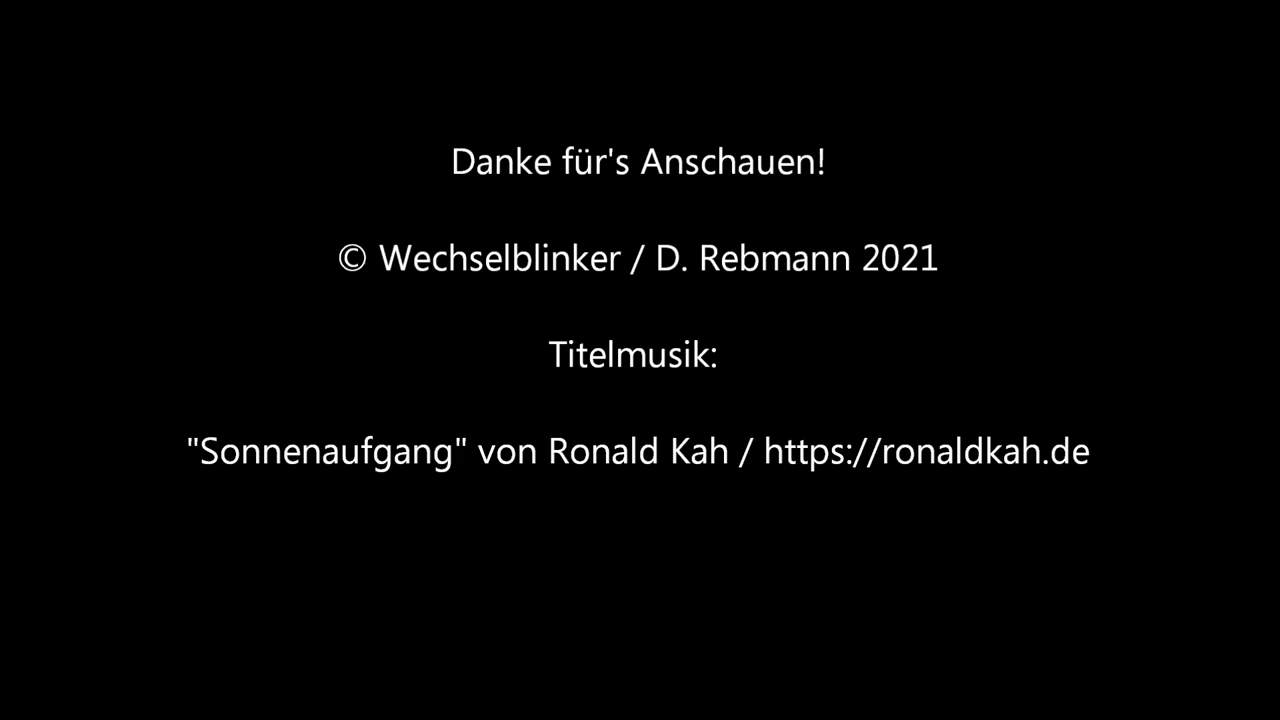 Danke für's Anschauen!
© Wechselblinker / D. Rebmann 2021
Titelmusik:
"Sonnenaufgang" von Ronald Kah / https://ronaldkah.de